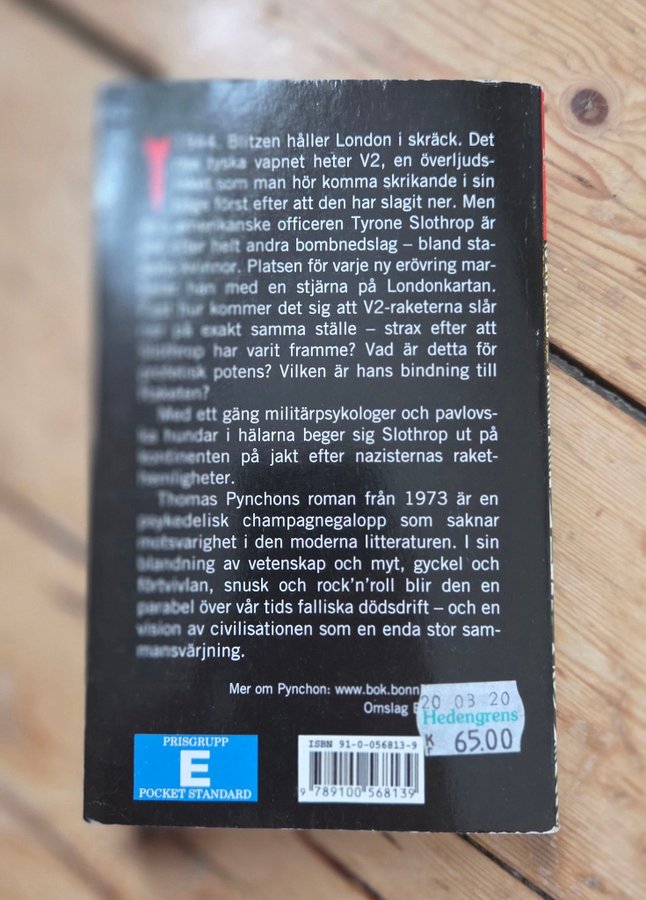 1944. Blitzen håller London i skräck. Det
tyska vapnet heter V2, en överljuds-
som man hör komma skrikande i sin
först efter att den har slagit ner. Men
amerikanske officeren Tyrone Slothrop är
efter helt andra bombnedslag – bland sta-
kvinnor. Platsen för varje ny erövring mar-
han med en stjärna på Londonkartan.
hur kommer det sig att V2-raketerna slår
på exakt samma ställe – strax efter att
Slothrop har varit framme? Vad är detta för
potens? Vilken är hans bindning till
Raketen?
Med ett gäng militärpsykologer och pavlovs-
ka hundar i hälarna beger sig Slothrop ut på
kontinenten på jakt efter nazisternas raket-
hemligheter.
Thomas Pynchons roman från 1973 är en
psykedelisk champagnegalopp som saknar
motsvarighet i den moderna litteraturen. I sin
blandning av vetenskap och myt, gyckel och
förtvivlan, snusk och rock'n'roll blir den en
parabel över vår tids falliska dödsdrift – och en
vision av civilisationen som en enda stor sam-
mansvärjning.
Mer om Pynchon: www.bok.bonn
Omslag
20 03 20
Hedengrens
65.00
PRISGRUPP
E
POCKET STANDARD
ISBN 91-0-056813-9
9 789100 568139